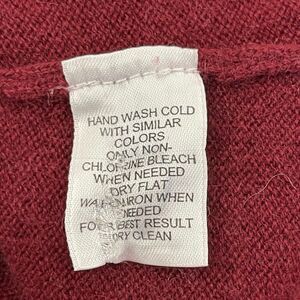 HAND WASH COLD
WITH SIMILAR
COLORS
ONLY NON-
CHLORINE BLEACH
WHEN NEEDED
DRY FLAT
WARM IRON WHEN
NEEDED
FOR BEST RESULT
DRY CLEAN